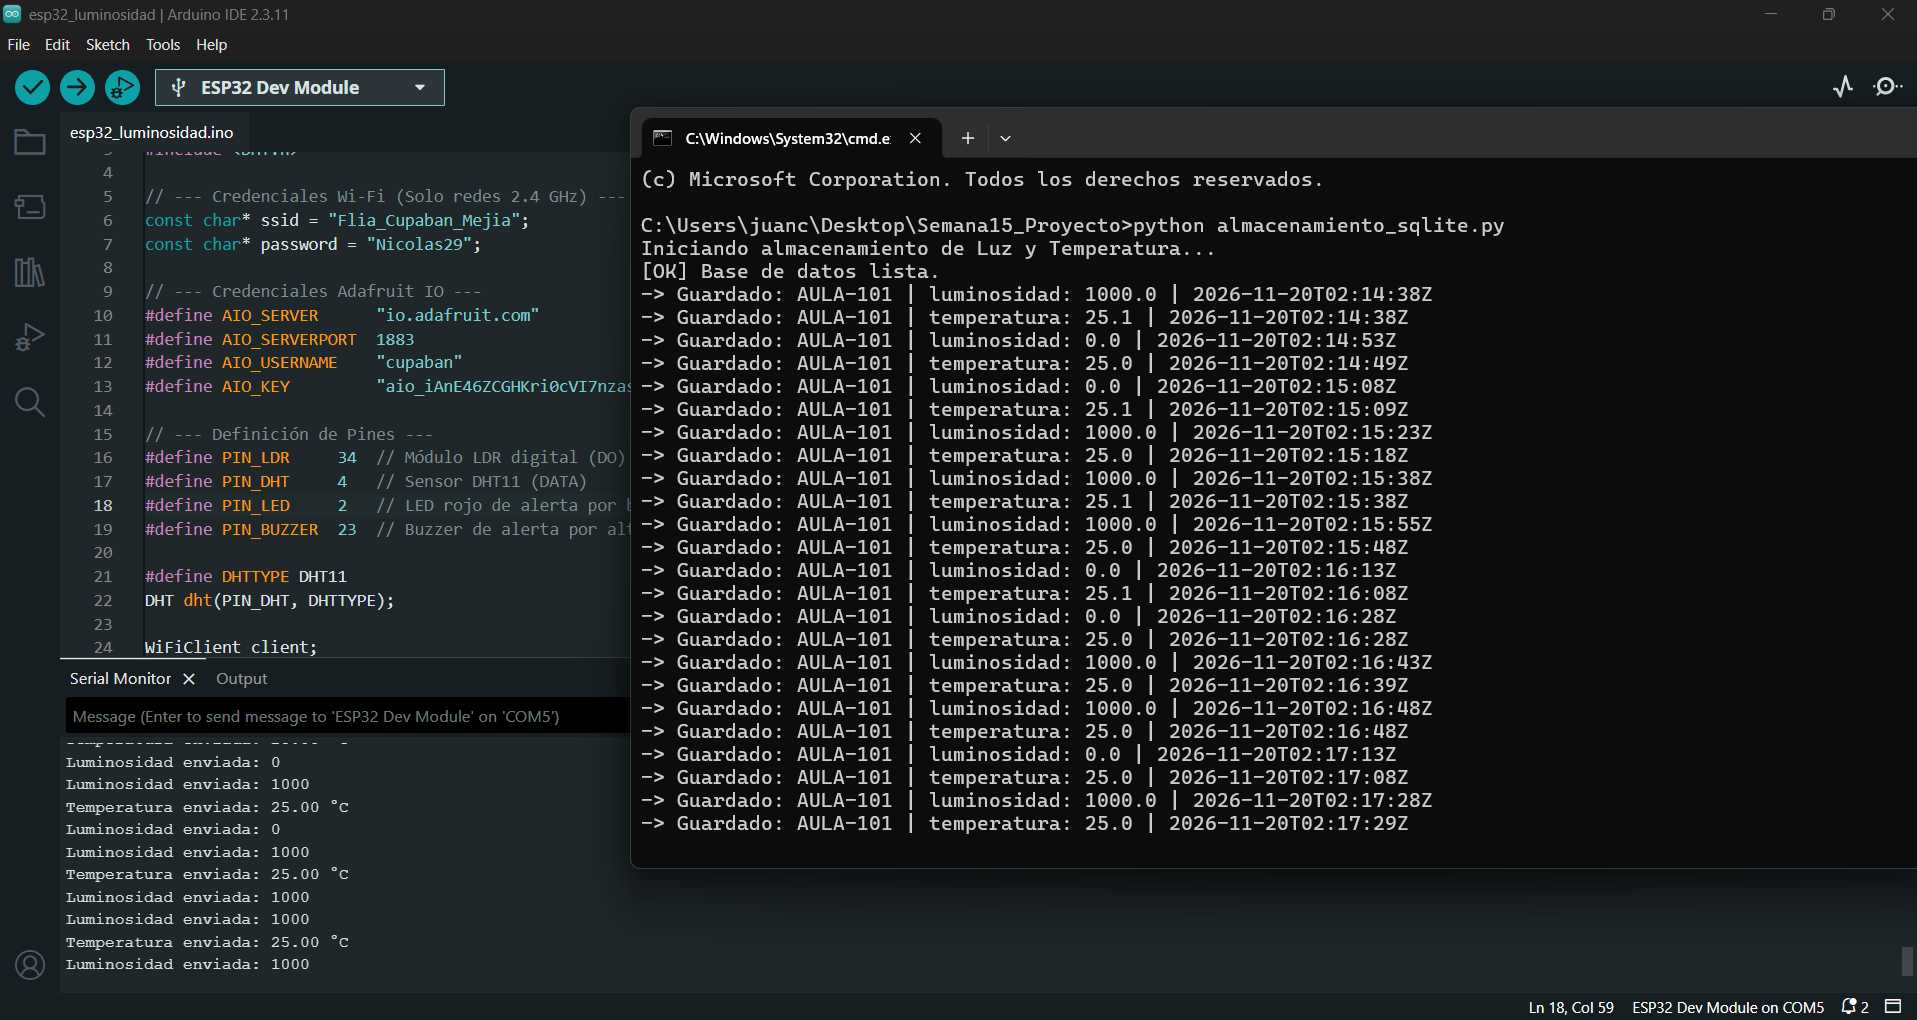 esp32_luminosidad | Arduino IDE 2.3.11
File Edit Sketch Tools Help
ESP32 Dev Module
esp32_luminosidad.ino
4
5 // --- Credenciales Wi-Fi (Solo redes 2.4 GHz) ---
6 const char* ssid = "Flia_Cupaban_Mejia";
7 const char* password = "Nicolas29";
8
9 // --- Credenciales Adafruit IO ---
10 #define AIO_SERVER "io.adafruit.com"
11 #define AIO_SERVERPORT 1883
12 #define AIO_USERNAME "cupaban"
13 #define AIO_KEY "aio_iAnE46ZCGHKri0cVI7nzas
14
15 // --- Definición de Pines ---
16 #define PIN_LDR 34 // Módulo LDR digital (DO)
17 #define PIN_DHT 4 // Sensor DHT11 (DATA)
18 #define PIN_LED 2 // LED rojo de alerta por
19 #define PIN_BUZZER 23 // Buzzer de alerta por alt
20
21 #define DHTTYPE DHT11
22 DHT dht(PIN_DHT, DHTTYPE);
23
24 WiFiClient client;
Serial Monitor Output
Message (Enter to send message to 'ESP32 Dev Module' on 'COM5')
Luminosidad enviada: 0
Luminosidad enviada: 1000
Temperatura enviada: 25.00 °C
Luminosidad enviada: 0
Luminosidad enviada: 1000
Temperatura enviada: 25.00 °C
Luminosidad enviada: 1000
Luminosidad enviada: 1000
Temperatura enviada: 25.00 °C
Luminosidad enviada: 1000
C:\Windows\System32\cmd.e
(c) Microsoft Corporation. Todos los derechos reservados.
C:\Users\juanc\Desktop\Semana15_Proyecto>python almacenamiento_sqlite.py
Iniciando almacenamiento de Luz y Temperatura...
[OK] Base de datos lista.
-> Guardado: AULA-101 | luminosidad: 1000.0 | 2026-11-20T02:14:38Z
-> Guardado: AULA-101 | temperatura: 25.1 | 2026-11-20T02:14:38Z
-> Guardado: AULA-101 | luminosidad: 0.0 | 2026-11-20T02:14:53Z
-> Guardado: AULA-101 | temperatura: 25.0 | 2026-11-20T02:14:49Z
-> Guardado: AULA-101 | luminosidad: 0.0 | 2026-11-20T02:15:08Z
-> Guardado: AULA-101 | temperatura: 25.1 | 2026-11-20T02:15:09Z
-> Guardado: AULA-101 | luminosidad: 1000.0 | 2026-11-20T02:15:23Z
-> Guardado: AULA-101 | temperatura: 25.0 | 2026-11-20T02:15:18Z
-> Guardado: AULA-101 | luminosidad: 1000.0 | 2026-11-20T02:15:38Z
-> Guardado: AULA-101 | temperatura: 25.1 | 2026-11-20T02:15:38Z
-> Guardado: AULA-101 | luminosidad: 1000.0 | 2026-11-20T02:15:55Z
-> Guardado: AULA-101 | temperatura: 25.0 | 2026-11-20T02:15:48Z
-> Guardado: AULA-101 | luminosidad: 0.0 | 2026-11-20T02:16:13Z
-> Guardado: AULA-101 | temperatura: 25.1 | 2026-11-20T02:16:08Z
-> Guardado: AULA-101 | luminosidad: 0.0 | 2026-11-20T02:16:28Z
-> Guardado: AULA-101 | temperatura: 25.0 | 2026-11-20T02:16:28Z
-> Guardado: AULA-101 | luminosidad: 1000.0 | 2026-11-20T02:16:43Z
-> Guardado: AULA-101 | temperatura: 25.0 | 2026-11-20T02:16:39Z
-> Guardado: AULA-101 | luminosidad: 1000.0 | 2026-11-20T02:16:48Z
-> Guardado: AULA-101 | temperatura: 25.0 | 2026-11-20T02:16:48Z
-> Guardado: AULA-101 | luminosidad: 0.0 | 2026-11-20T02:17:13Z
-> Guardado: AULA-101 | temperatura: 25.0 | 2026-11-20T02:17:08Z
-> Guardado: AULA-101 | luminosidad: 1000.0 | 2026-11-20T02:17:28Z
-> Guardado: AULA-101 | temperatura: 25.0 | 2026-11-20T02:17:29Z
Ln 18, Col 59 ESP32 Dev Module on COM5 2